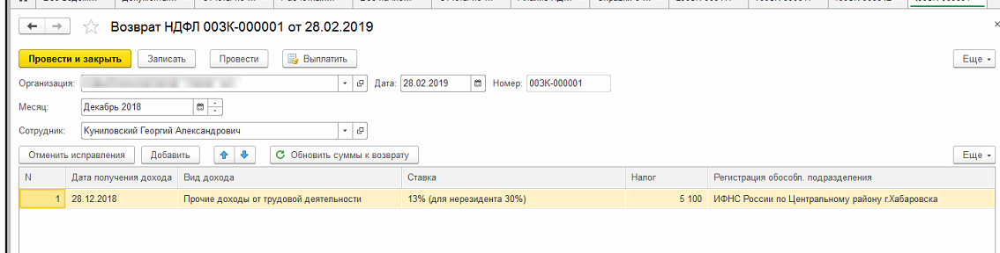 Возврат НДФЛ 00ЗК-000001 от 28.02.2019
Провести и закрыть Записать Провести Выплатить Еще
Организация: Дата: 28.02.2019 Номер: 00ЗК-000001
Месяц: Декабрь 2018
Сотрудник: Куниловский Георгий Александрович
Отменить исправления Добавить Обновить суммы к возврату Еще
N Дата получения дохода Вид дохода Ставка Налог Регистрация обособл. подразделения
1 28.12.2018 Прочие доходы от трудовой деятельности 13% (для нерезидента 30%) 5 100 ИФНС России по Центральному району г.Хабаровска